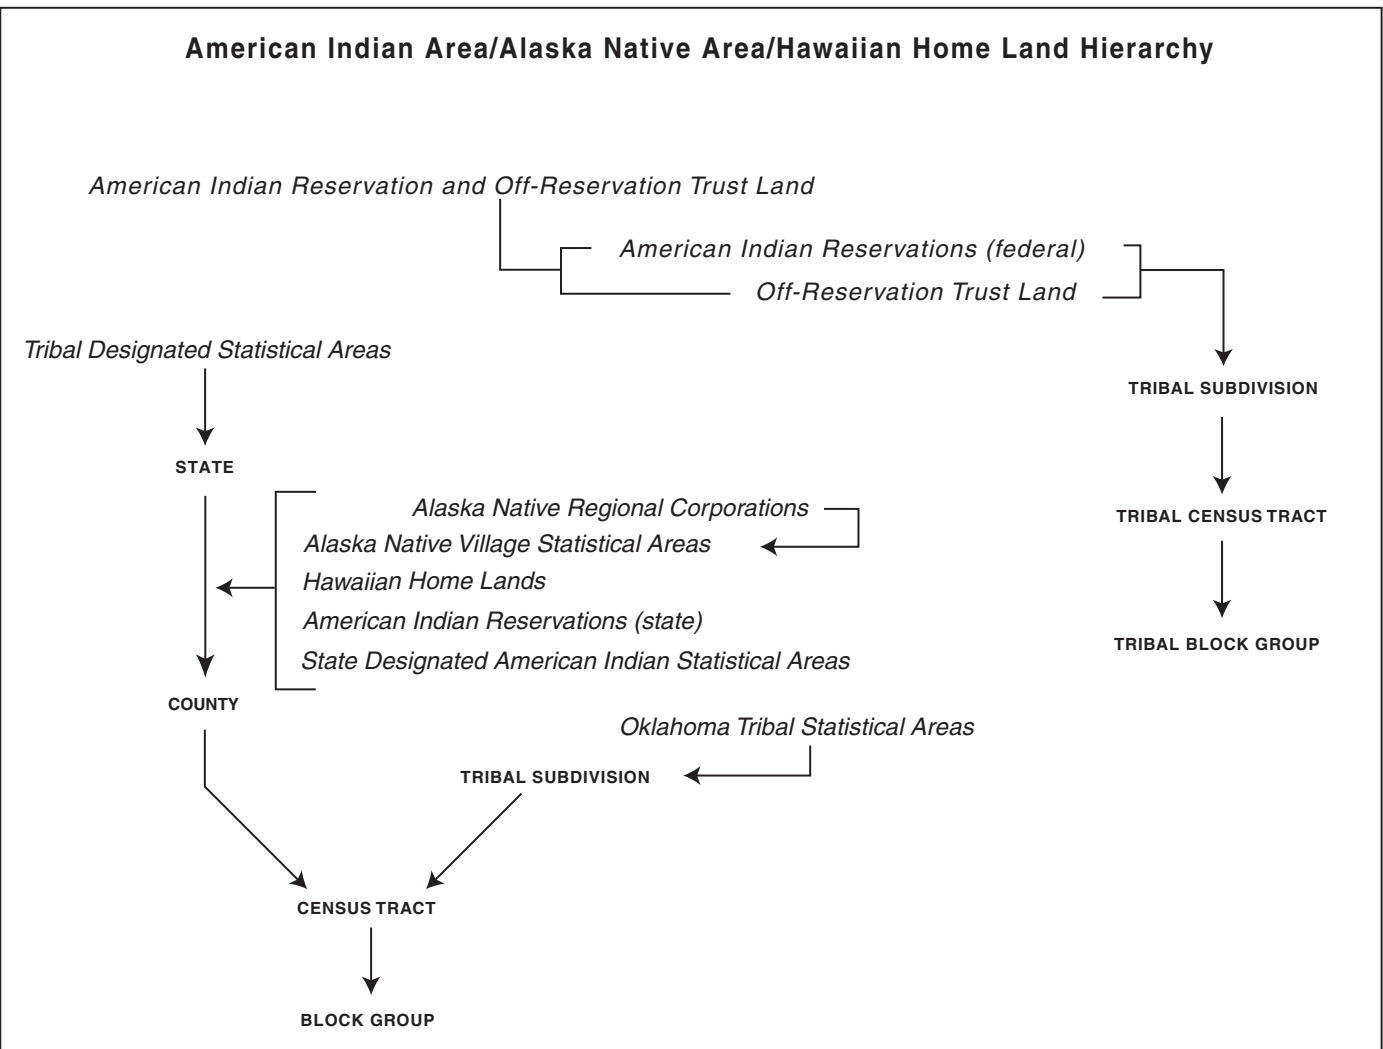 American Indian Area/Alaska Native Area/Hawaiian Home Land Hierarchy
American Indian Reservation and Off-Reservation Trust Land
American Indian Reservations (federal)
Off-Reservation Trust Land
Tribal Designated Statistical Areas
TRIBAL SUBDIVISION
STATE
Alaska Native Regional Corporations
TRIBAL CENSUS TRACT
Alaska Native Village Statistical Areas
Hawaiian Home Lands
American Indian Reservations (state)
TRIBAL BLOCK GROUP
State Designated American Indian Statistical Areas
COUNTY
Oklahoma Tribal Statistical Areas
TRIBAL SUBDIVISION
CENSUS TRACT
BLOCK GROUP